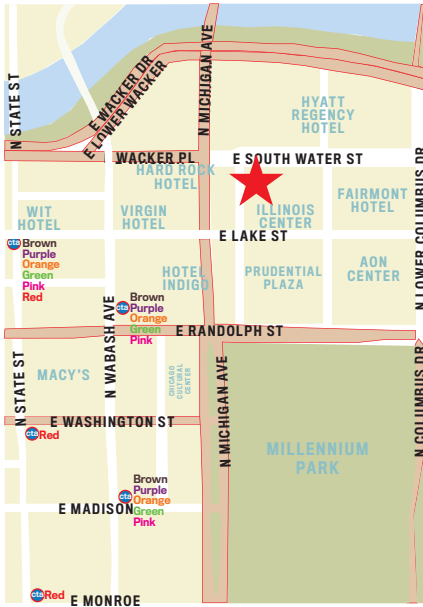 N STATE ST
E WACKER DR
E LOWER WACKER
N MICHIGAN AVE
HYATT
REGENCY
HOTEL
WACKER PL
E SOUTH WATER ST
HARD ROCK
HOTEL
WIT
HOTEL
VIRGIN
HOTEL
ILLINOIS
CENTER
FAIRMONT
HOTEL
N LOWER COLUMBUS DR
E LAKE ST
cta Brown
Purple
Orange
Green
Pink
Red
HOTEL
INDIGO
PRUDENTIAL
PLAZA
AON
CENTER
N WABASH AVE
cta Brown
Purple
Orange
Green
Pink
E RANDOLPH ST
N STATE ST
MACY'S
CHICAGO
CULTURAL
CENTER
N MICHIGAN AVE
N COLUMBUS DR
E WASHINGTON ST
cta Red
MILLENNIUM
PARK
cta Brown
Purple
Orange
Green
Pink
E MADISON
cta Red
E MONROE